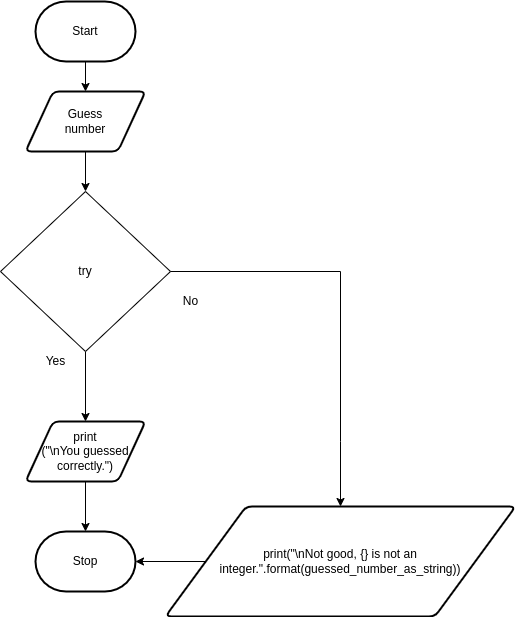 Start
Guess
number
try
No
Yes
print
("\nYou guessed
correctly.")
Stop
print("\nNot good, {} is not an
integer.".format(guessed_number_as_string))